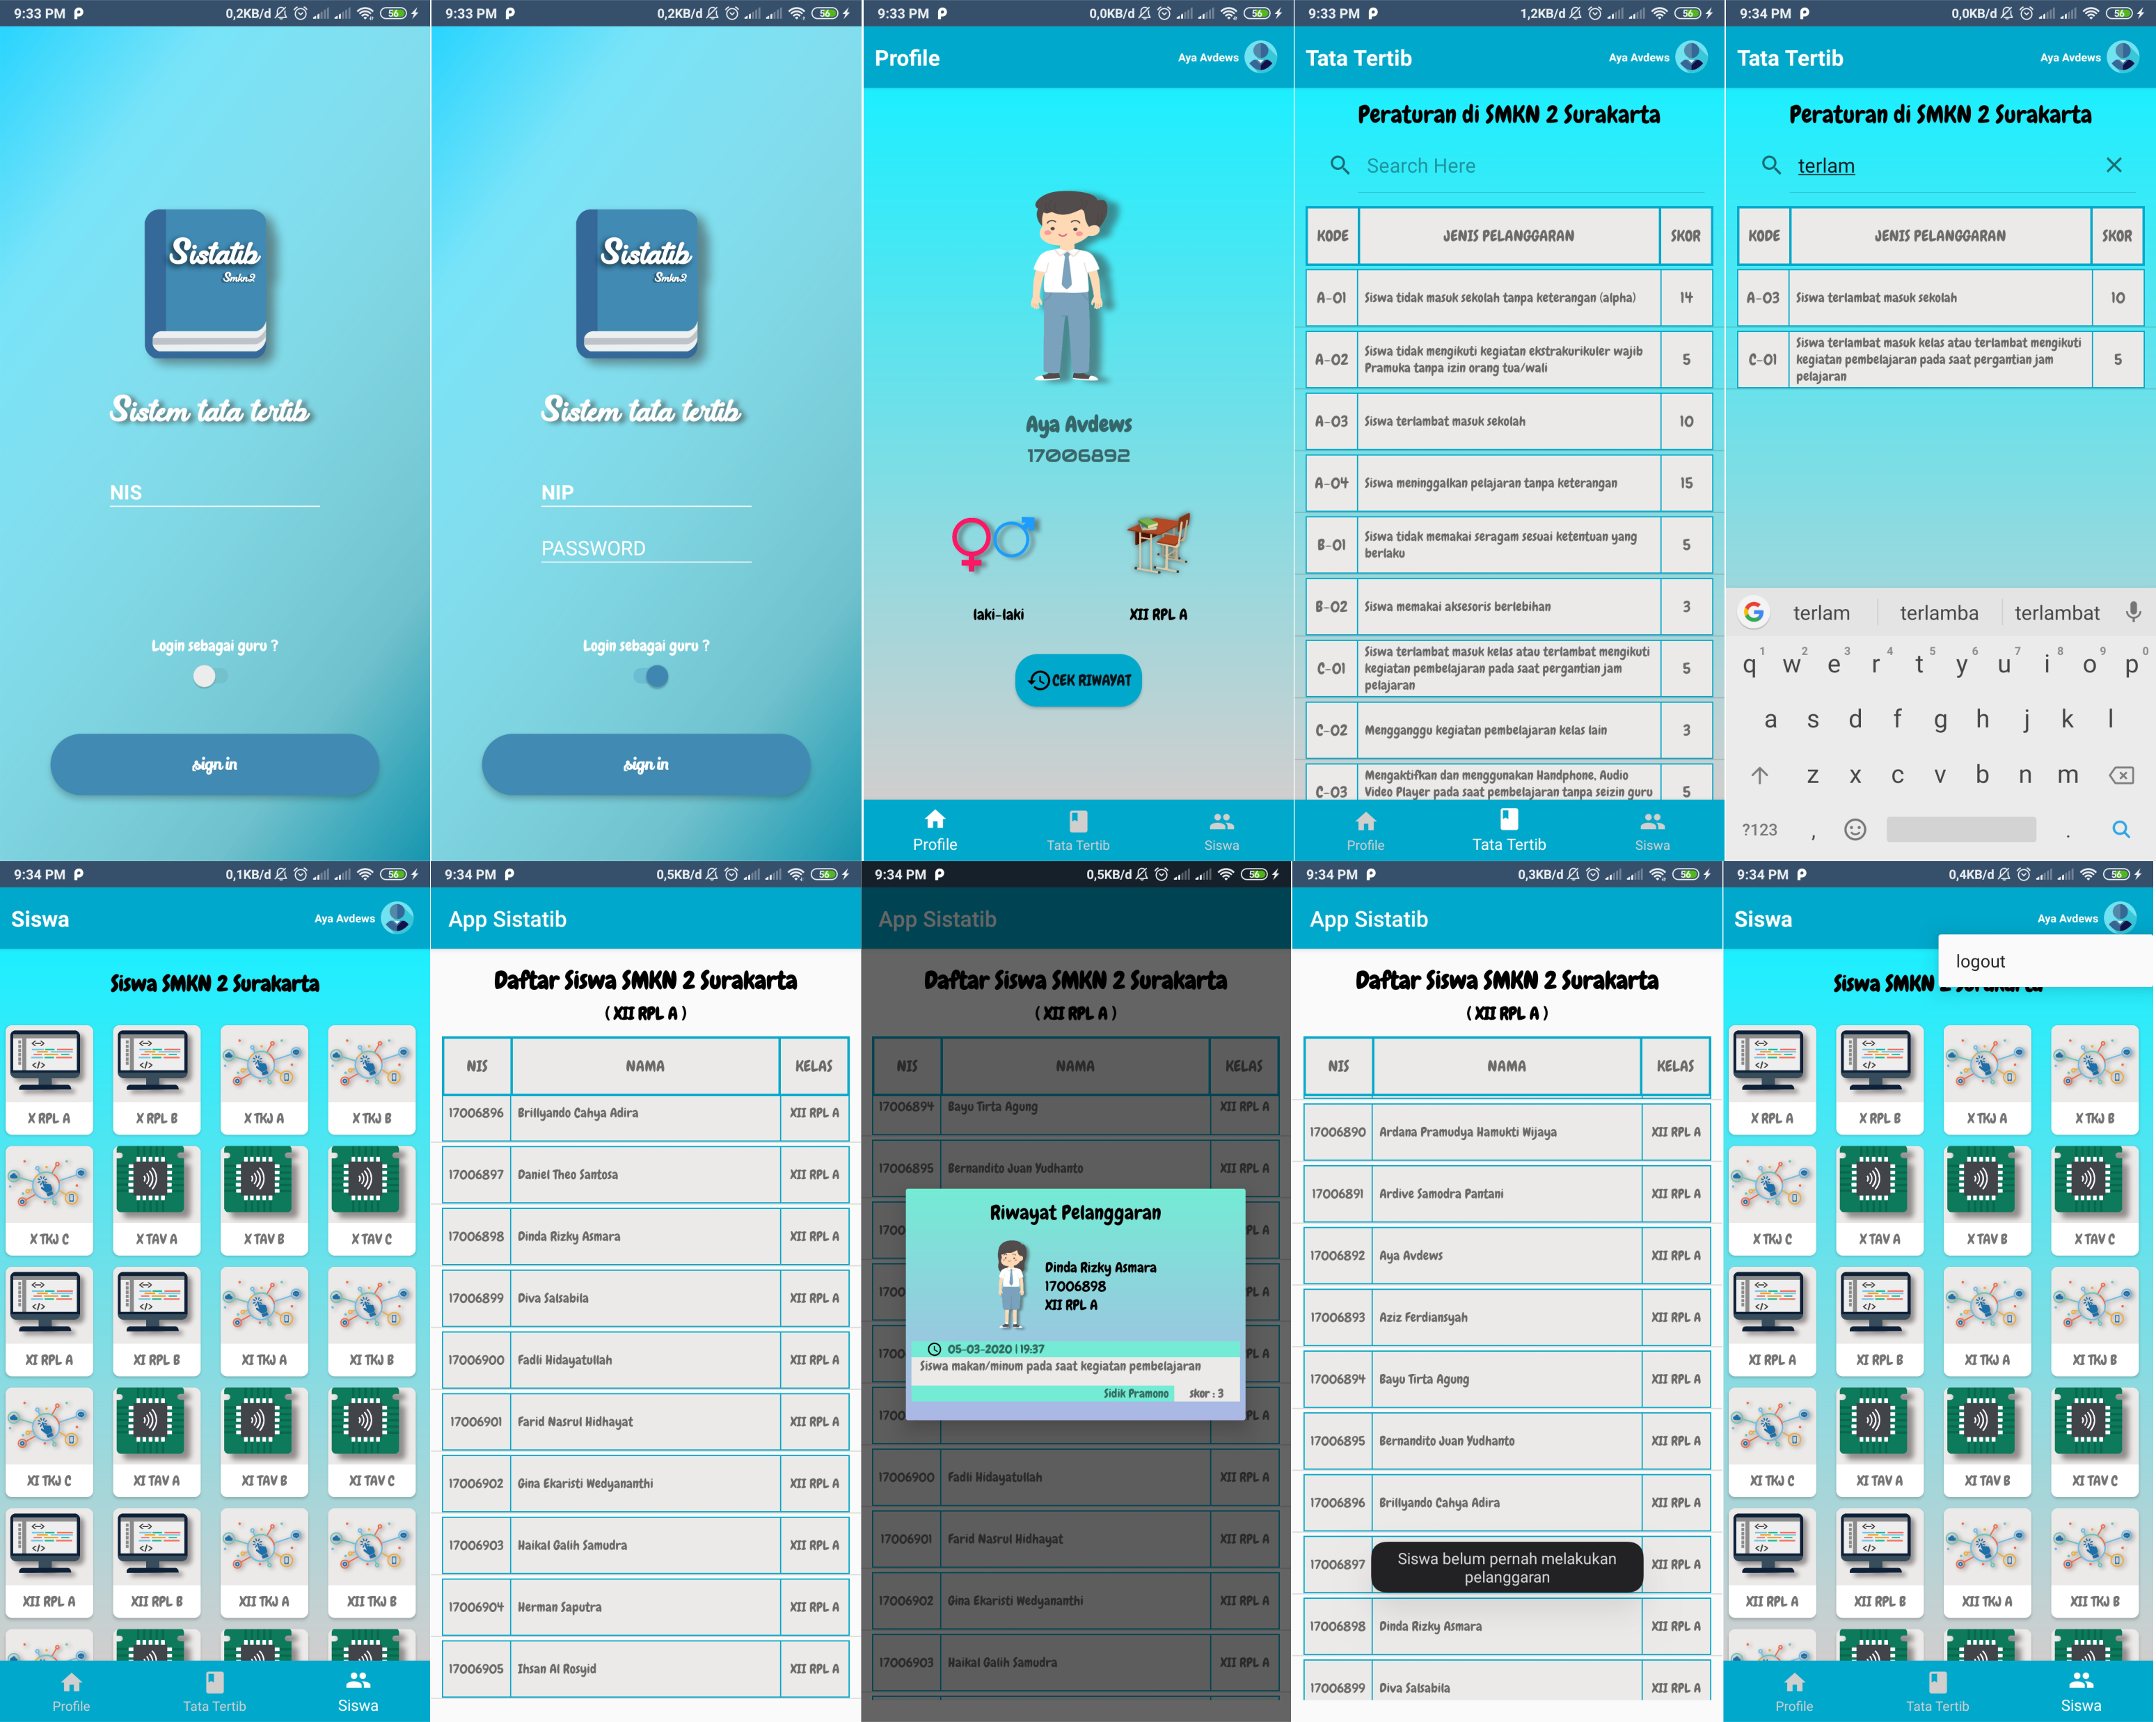 9:33 PM
0,2KB/d
56
Sistatib
Smkn2
Sistem tata tertib
NIS
Login sebagai guru ?
sign in
9:33 PM
0,2KB/d
56
Sistatib
Smkn2
Sistem tata tertib
NIP
PASSWORD
Login sebagai guru ?
sign in
9:33 PM
0,0KB/d
56
Profile
Aya Avdews
Aya Avdews
17006892
laki-laki
XII RPL A
CEK RIWAYAT
Profile
Tata Tertib
Siswa
9:33 PM
1,2KB/d
56
Tata Tertib
Aya Avdews
Peraturan di SMKN 2 Surakarta
Search Here
KODE JENIS PELANGGARAN SKOR
A-01 Siswa tidak masuk sekolah tanpa keterangan (alpha) 14
A-02 Siswa tidak mengikuti kegiatan ekstrakurikuler wajib
Pramuka tanpa izin orang tua/wali 5
A-03 Siswa terlambat masuk sekolah 10
A-04 Siswa meninggalkan pelajaran tanpa keterangan 15
B-01 Siswa tidak memakai seragam sesuai ketentuan yang
berlaku 5
B-02 Siswa memakai aksesoris berlebihan 3
C-01 Siswa terlambat masuk kelas atau terlambat mengikuti
kegiatan pembelajaran pada saat pergantian jam
pelajaran 5
C-02 Mengganggu kegiatan pembelajaran kelas lain 3
C-03 Mengaktifkan dan menggunakan Handphone, Audio
Video Player pada saat pembelajaran tanpa seizin guru 5
Profile
Tata Tertib
Siswa
9:34 PM
0,0KB/d
56
Tata Tertib
Aya Avdews
Peraturan di SMKN 2 Surakarta
terlam
KODE JENIS PELANGGARAN SKOR
A-03 Siswa terlambat masuk sekolah 10
C-01 Siswa terlambat masuk kelas atau terlambat mengikuti
kegiatan pembelajaran pada saat pergantian jam
pelajaran 5
G terlam terlamba terlambat
q1 w2 e3 r4 t5 y6 u7 i8 o9 p0
a s d f g h j k l
z x c v b n m
?123 , .
9:34 PM
0,1KB/d
56
Siswa
Aya Avdews
Siswa SMKN 2 Surakarta
X RPL A X RPL B X TKJ A X TKJ B
X TKJ C X TAV A X TAV B X TAV C
XI RPL A XI RPL B XI TKJ A XI TKJ B
XI TKJ C XI TAV A XI TAV B XI TAV C
XII RPL A XII RPL B XII TKJ A XII TKJ B
Profile
Tata Tertib
Siswa
9:34 PM
0,5KB/d
56
App Sistatib
Daftar Siswa SMKN 2 Surakarta
( XII RPL A )
NIS NAMA KELAS
17006896 Brillyando Cahya Adira XII RPL A
17006897 Daniel Theo Santosa XII RPL A
17006898 Dinda Rizky Asmara XII RPL A
17006899 Diva Salsabila XII RPL A
17006900 Fadli Hidayatullah XII RPL A
17006901 Farid Nasrul Hidhayat XII RPL A
17006902 Gina Ekaristi Wedyananthi XII RPL A
17006903 Haikal Galih Samudra XII RPL A
17006904 Herman Saputra XII RPL A
17006905 Ihsan Al Rosyid XII RPL A
9:34 PM
0,5KB/d
56
App Sistatib
Daftar Siswa SMKN 2 Surakarta
( XII RPL A )
NIS NAMA KELAS
17006894 Bayu Tirta Agung XII RPL A
17006895 Bernandito Juan Yudhanto XII RPL A
Riwayat Pelanggaran
Dinda Rizky Asmara
17006898
XII RPL A
05-03-2020 | 19:37
Siswa makan/minum pada saat kegiatan pembelajaran
Sidik Pramono skor : 3
17006900 Fadli Hidayatullah XII RPL A
17006901 Farid Nasrul Hidhayat XII RPL A
17006902 Gina Ekaristi Wedyananthi XII RPL A
17006903 Haikal Galih Samudra XII RPL A
9:34 PM
0,3KB/d
56
App Sistatib
Daftar Siswa SMKN 2 Surakarta
( XII RPL A )
NIS NAMA KELAS
17006890 Ardana Pramudya Hamukti Wijaya XII RPL A
17006891 Ardive Samodra Pantani XII RPL A
17006892 Aya Avdews XII RPL A
17006893 Aziz Ferdiansyah XII RPL A
17006894 Bayu Tirta Agung XII RPL A
17006895 Bernandito Juan Yudhanto XII RPL A
17006896 Brillyando Cahya Adira XII RPL A
17006897 XII RPL A
Siswa belum pernah melakukan
pelanggaran
17006898 Dinda Rizky Asmara XII RPL A
17006899 Diva Salsabila XII RPL A
9:34 PM
0,4KB/d
56
Siswa
Aya Avdews
logout
Siswa SMKN
X RPL A X RPL B X TKJ A X TKJ B
X TKJ C X TAV A X TAV B X TAV C
XI RPL A XI RPL B XI TKJ A XI TKJ B
XI TKJ C XI TAV A XI TAV B XI TAV C
XII RPL A XII RPL B XII TKJ A XII TKJ B
Profile
Tata Tertib
Siswa